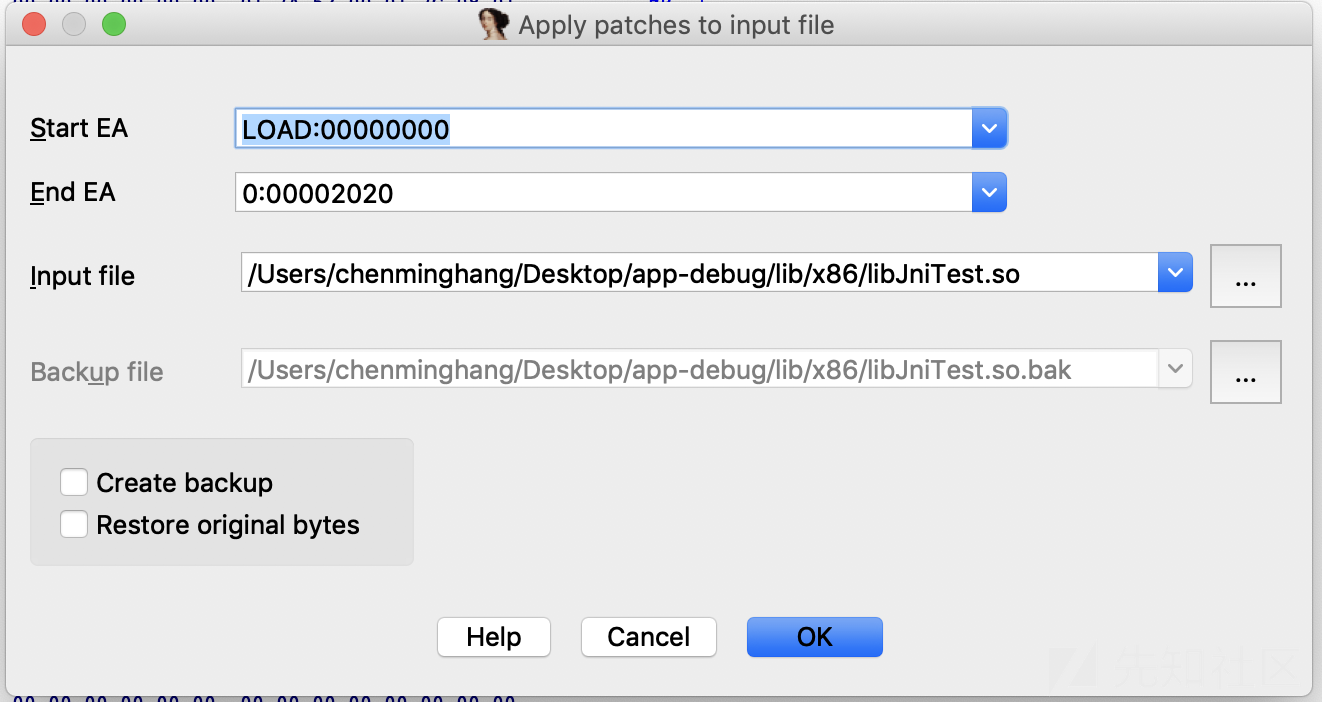 Apply patches to input file
Start EA
LOAD:00000000
End EA
0:00002020
Input file
/Users/chenminghang/Desktop/app-debug/lib/x86/libJniTest.so
...
Backup file
/Users/chenminghang/Desktop/app-debug/lib/x86/libJniTest.so.bak
...
Create backup
Restore original bytes
Help Cancel OK
先知社区